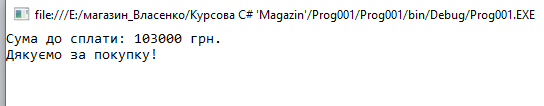 file:///E:/магазин_Власенко/Курсова C# 'Magazin'/Prog001/Prog001/bin/Debug/Prog001.EXE
Сума до сплати: 103000 грн.
Дякуємо за покупку!